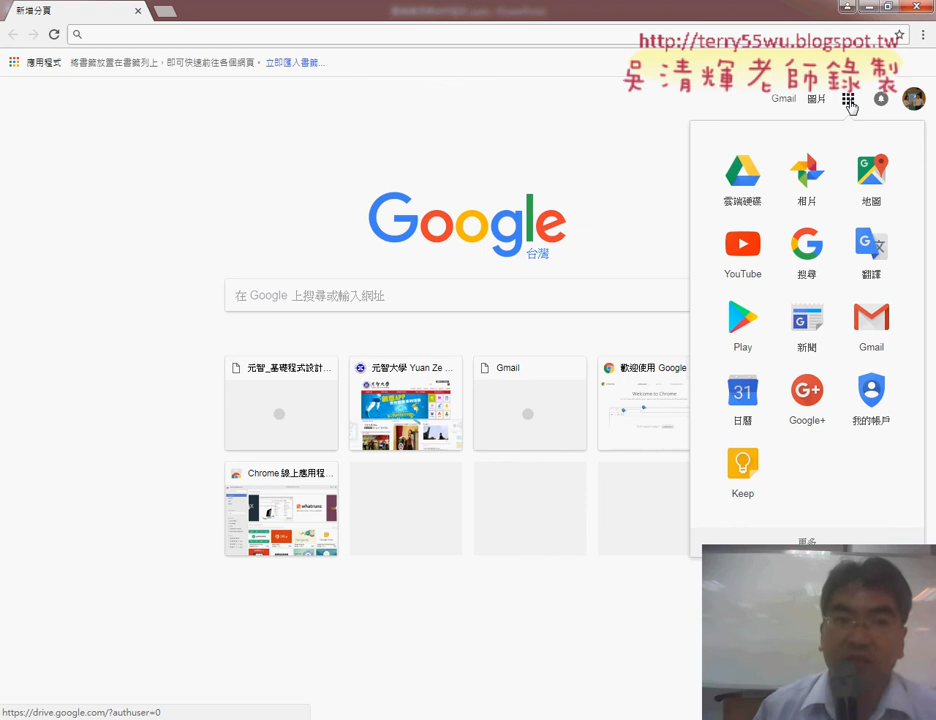 新增分頁
應用程式 將書籤放置在書籤列上，即可快速前往各個網頁。 立即匯入書籤...
http://terry55wu.blogspot.tw
吳清輝老師錄製
Gmail 圖片
Google
台灣
在 Google 上搜尋或輸入網址
雲端硬碟 相片 地圖
YouTube 搜尋 翻譯
Play 新聞 Gmail
31
日曆 Google+ 我的帳戶
Keep
更多
元智_基礎程式設計... 元智大學 Yuan Ze ... Gmail 歡迎使用 Google
Welcome to Chrome
Chrome 線上應用程...
https://drive.google.com/?authuser=0